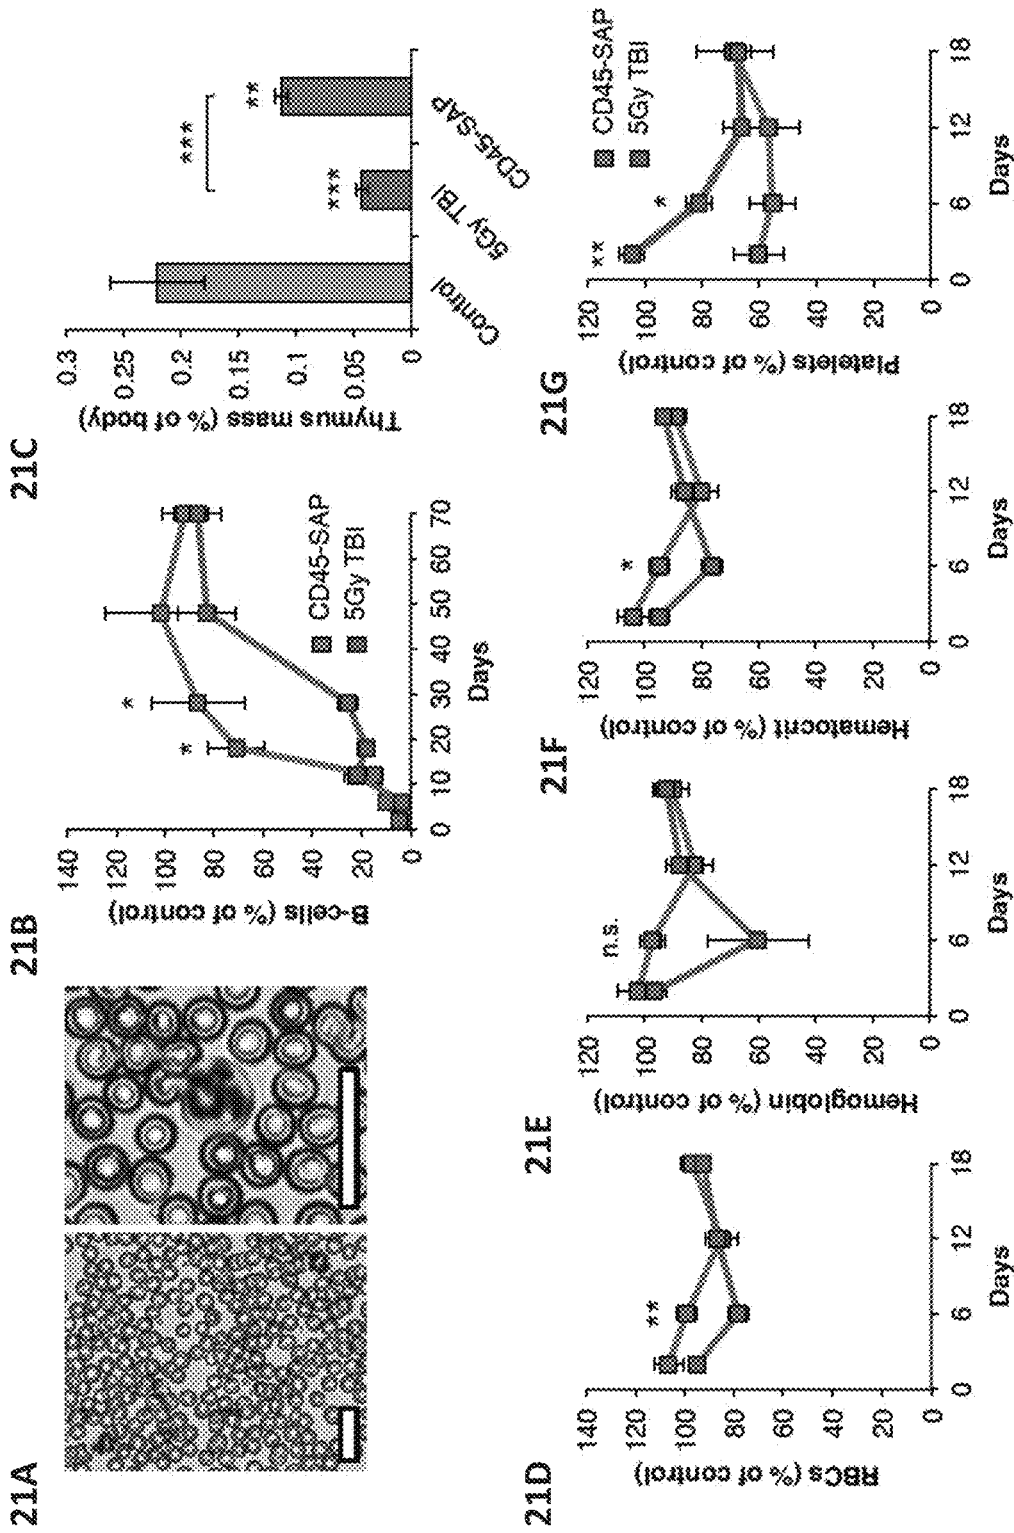 21A
21B
B-cells (% of control)
140
120
100
80
60
40
20
0
*
*
CD45-SAP
5Gy TBI
0
10
20
30
40
50
60
70
Days
21C
Thymus mass (% of body)
0.3
0.25
0.2
0.15
0.1
0.05
0
***
***
**
Control
5Gy TBI
CD45-SAP
21D
RBCs (% of control)
140
120
100
80
60
40
20
0
**
0
6
12
18
Days
21E
Hemoglobin (% of control)
120
100
80
60
40
20
0
n.s.
0
6
12
18
Days
21F
Hematocrit (% of control)
120
100
80
60
40
20
0
*
0
6
12
18
Days
21G
Platelets (% of control)
120
100
80
60
40
20
0
**
*
CD45-SAP
5Gy TBI
0
6
12
18
Days